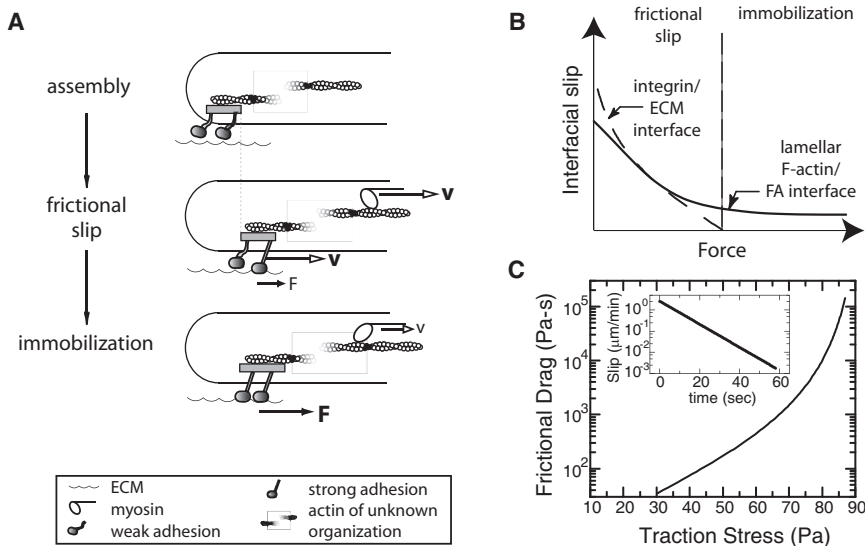 A
assembly
frictional
slip
immobilization
v
v
F
v
F
ECM
myosin
weak adhesion
strong adhesion
actin of unknown
organization
B
frictional
slip
immobilization
Interfacial slip
integrin/
ECM
interface
lamellar
F-actin/
FA interface
Force
C
Frictional Drag (Pa-s)
10^5
10^4
10^3
10^2
10 20 30 40 50 60 70 80 90
Traction Stress (Pa)
Slip (μm/min)
10^0
10^-1
10^-2
10^-3
0 20 40 60
time (sec)